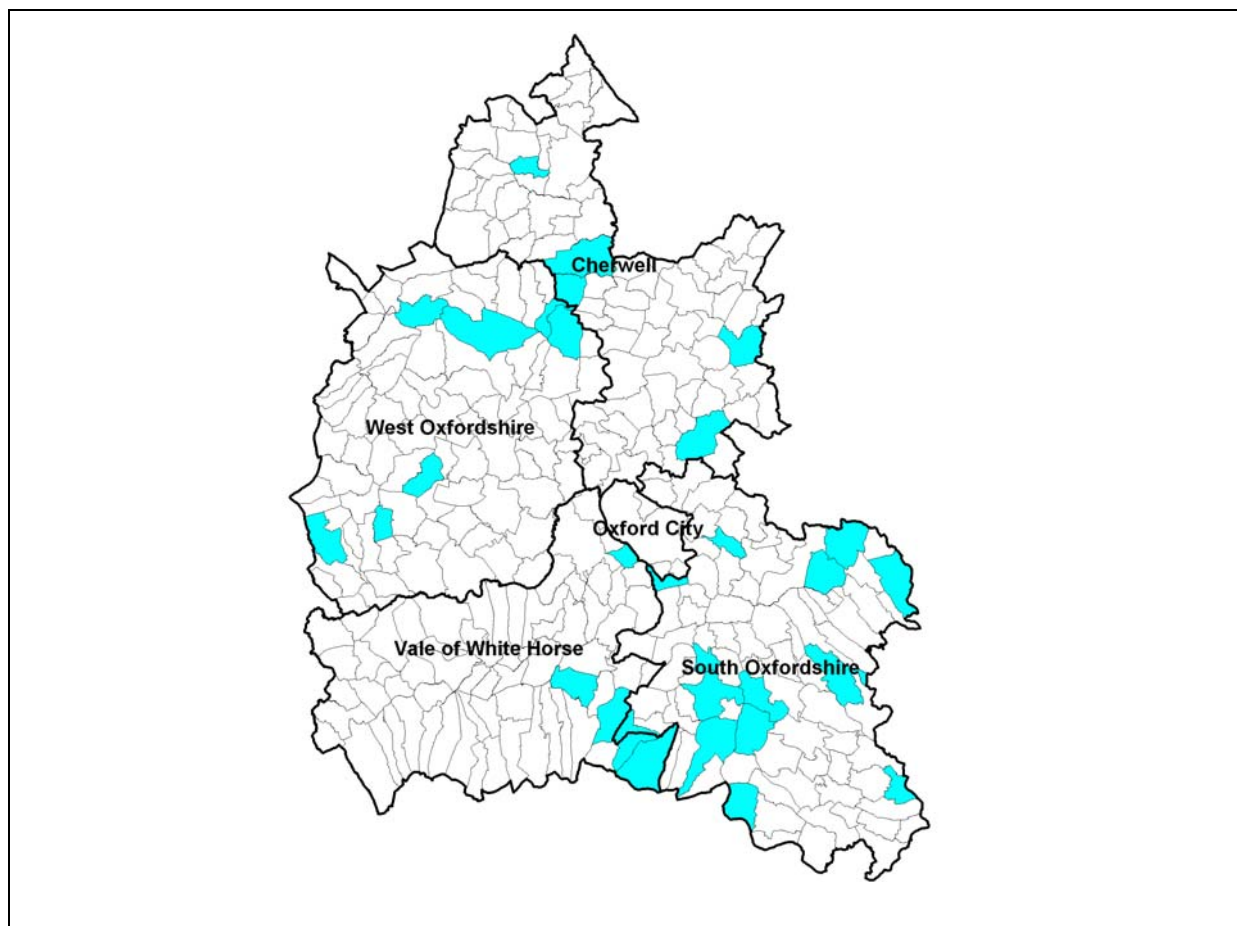 Cherwell
West Oxfordshire
Oxford City
Vale of White Horse
South Oxfordshire